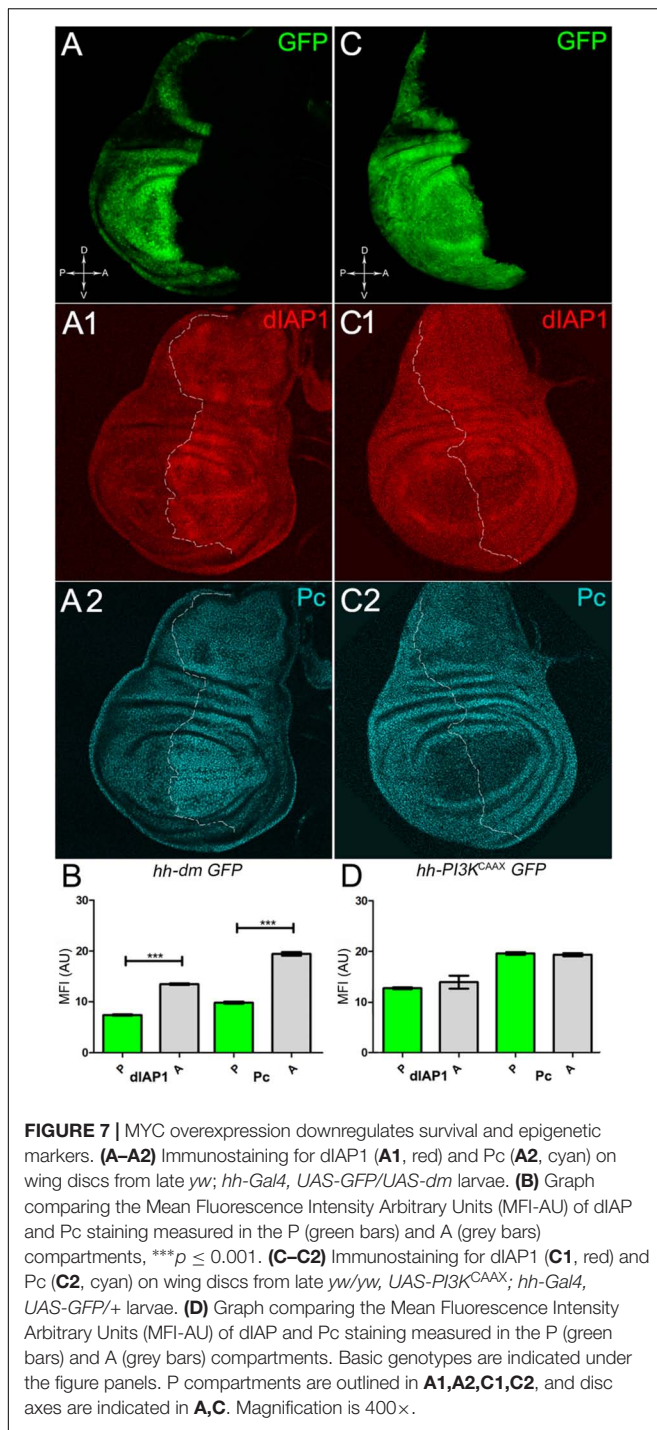 A GFP
C GFP
D
P A
V
D
P A
V
A1 dIAP1
C1 dIAP1
A2 Pc
C2 Pc
B hh-dm GFP
D hh-PI3K^CAAX GFP
MFI (AU)
30
20
10
0
***
***
P A P A
dIAP1 Pc
MFI (AU)
30
20
10
0
P A P A
dIAP1 Pc
FIGURE 7 | MYC overexpression downregulates survival and epigenetic
markers. (A–A2) Immunostaining for dIAP1 (A1, red) and Pc (A2, cyan) on
wing discs from late yw; hh-Gal4, UAS-GFP/UAS-dm larvae. (B) Graph
comparing the Mean Fluorescence Intensity Arbitrary Units (MFI-AU) of dIAP
and Pc staining measured in the P (green bars) and A (grey bars)
compartments, ***p ≤ 0.001. (C–C2) Immunostaining for dIAP1 (C1, red) and
Pc (C2, cyan) on wing discs from late yw/yw, UAS-PI3K^CAAX; hh-Gal4,
UAS-GFP/+ larvae. (D) Graph comparing the Mean Fluorescence Intensity
Arbitrary Units (MFI-AU) of dIAP and Pc staining measured in the P (green
bars) and A (grey bars) compartments. Basic genotypes are indicated under
the figure panels. P compartments are outlined in A1,A2,C1,C2, and disc
axes are indicated in A,C. Magnification is 400×.